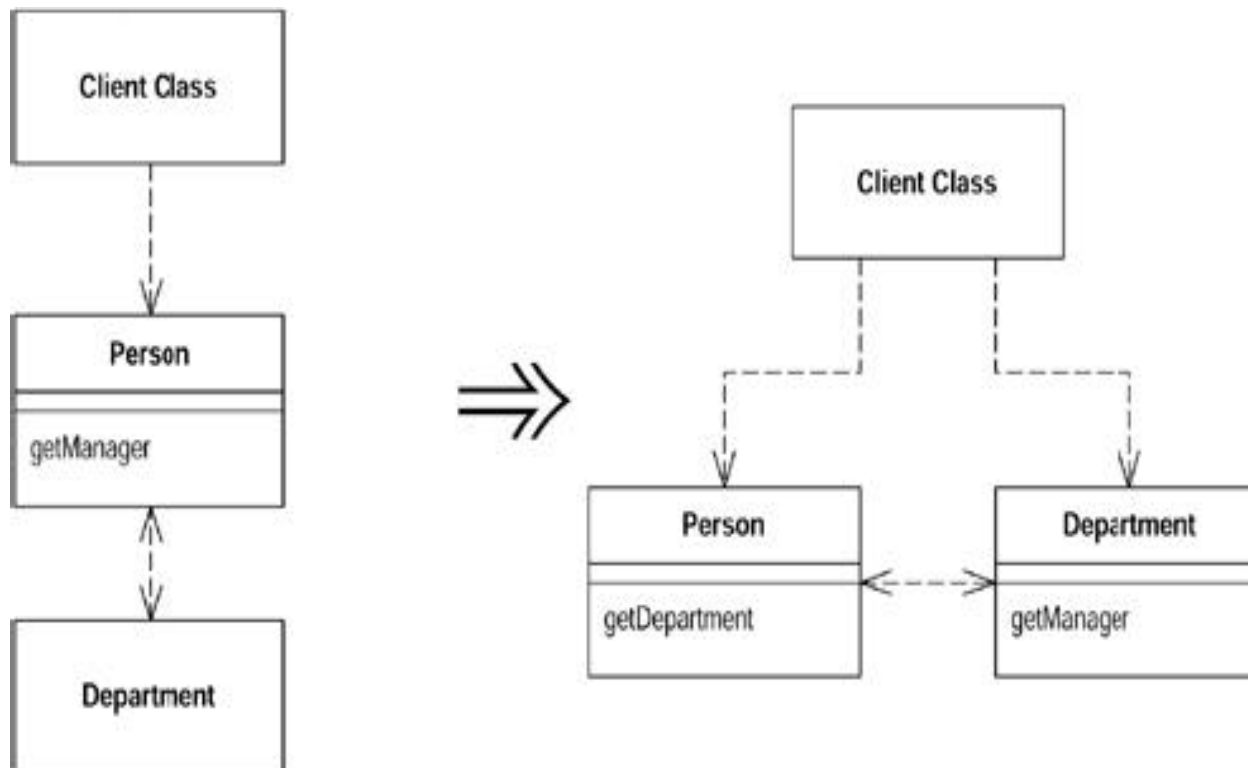 Client Class
Person
getManager
Department
Client Class
Person
getDepartment
Department
getManager